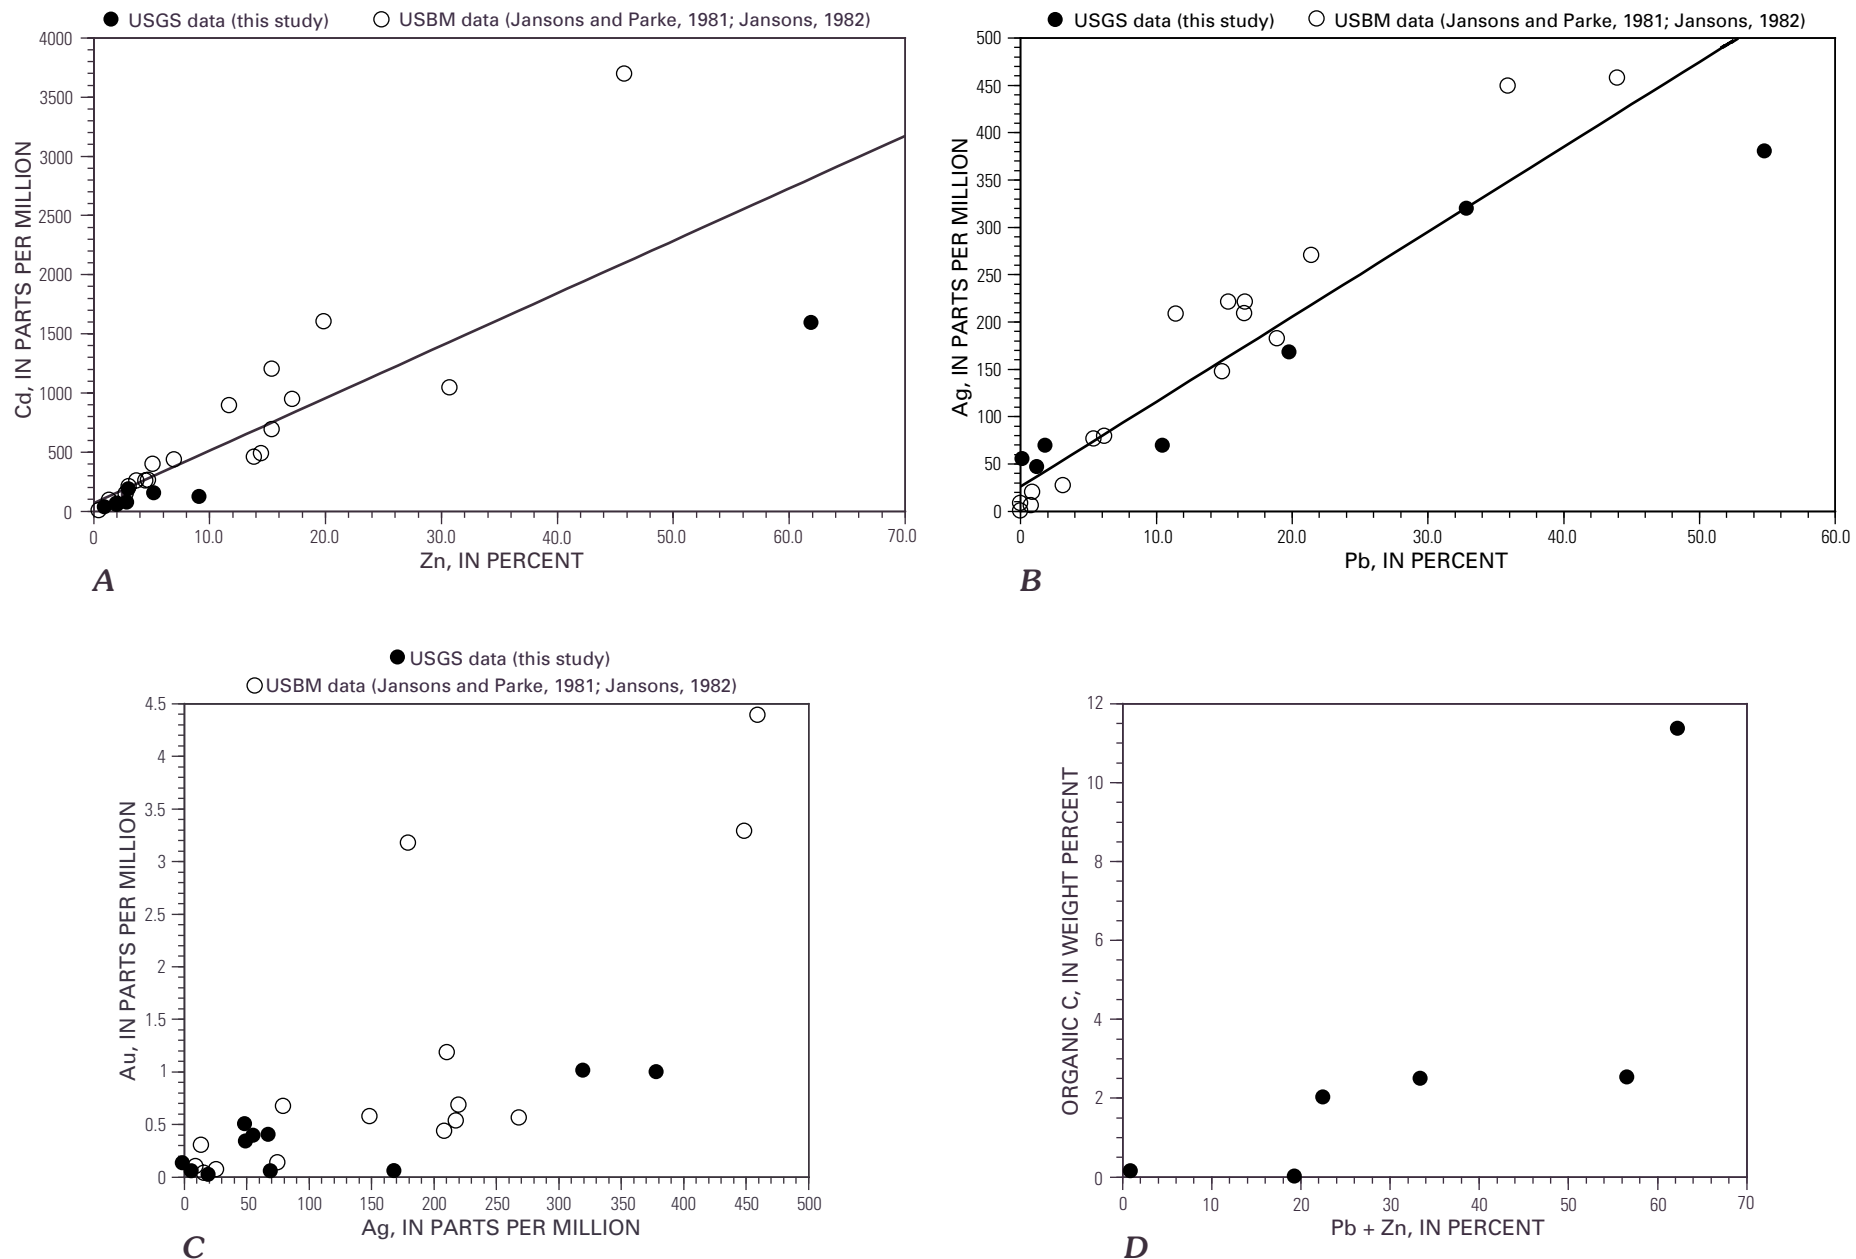 USGS data (this study) USBM data (Jansons and Parke, 1981; Jansons, 1982)
4000
3500
3000
2500
2000
1500
1000
500
0
Cd, IN PARTS PER MILLION
0 10.0 20.0 30.0 40.0 50.0 60.0 70.0
Zn, IN PERCENT
A
USGS data (this study) USBM data (Jansons and Parke, 1981; Jansons, 1982)
500
450
400
350
300
250
200
150
100
50
0
Ag, IN PARTS PER MILLION
0 10.0 20.0 30.0 40.0 50.0 60.0
Pb, IN PERCENT
B
USGS data (this study)
USBM data (Jansons and Parke, 1981; Jansons, 1982)
4.5
4
3.5
3
2.5
2
1.5
1
0.5
0
Au, IN PARTS PER MILLION
0 50 100 150 200 250 300 350 400 450 500
Ag, IN PARTS PER MILLION
C
12
10
8
6
4
2
0
ORGANIC C, IN WEIGHT PERCENT
0 10 20 30 40 50 60 70
Pb + Zn, IN PERCENT
D